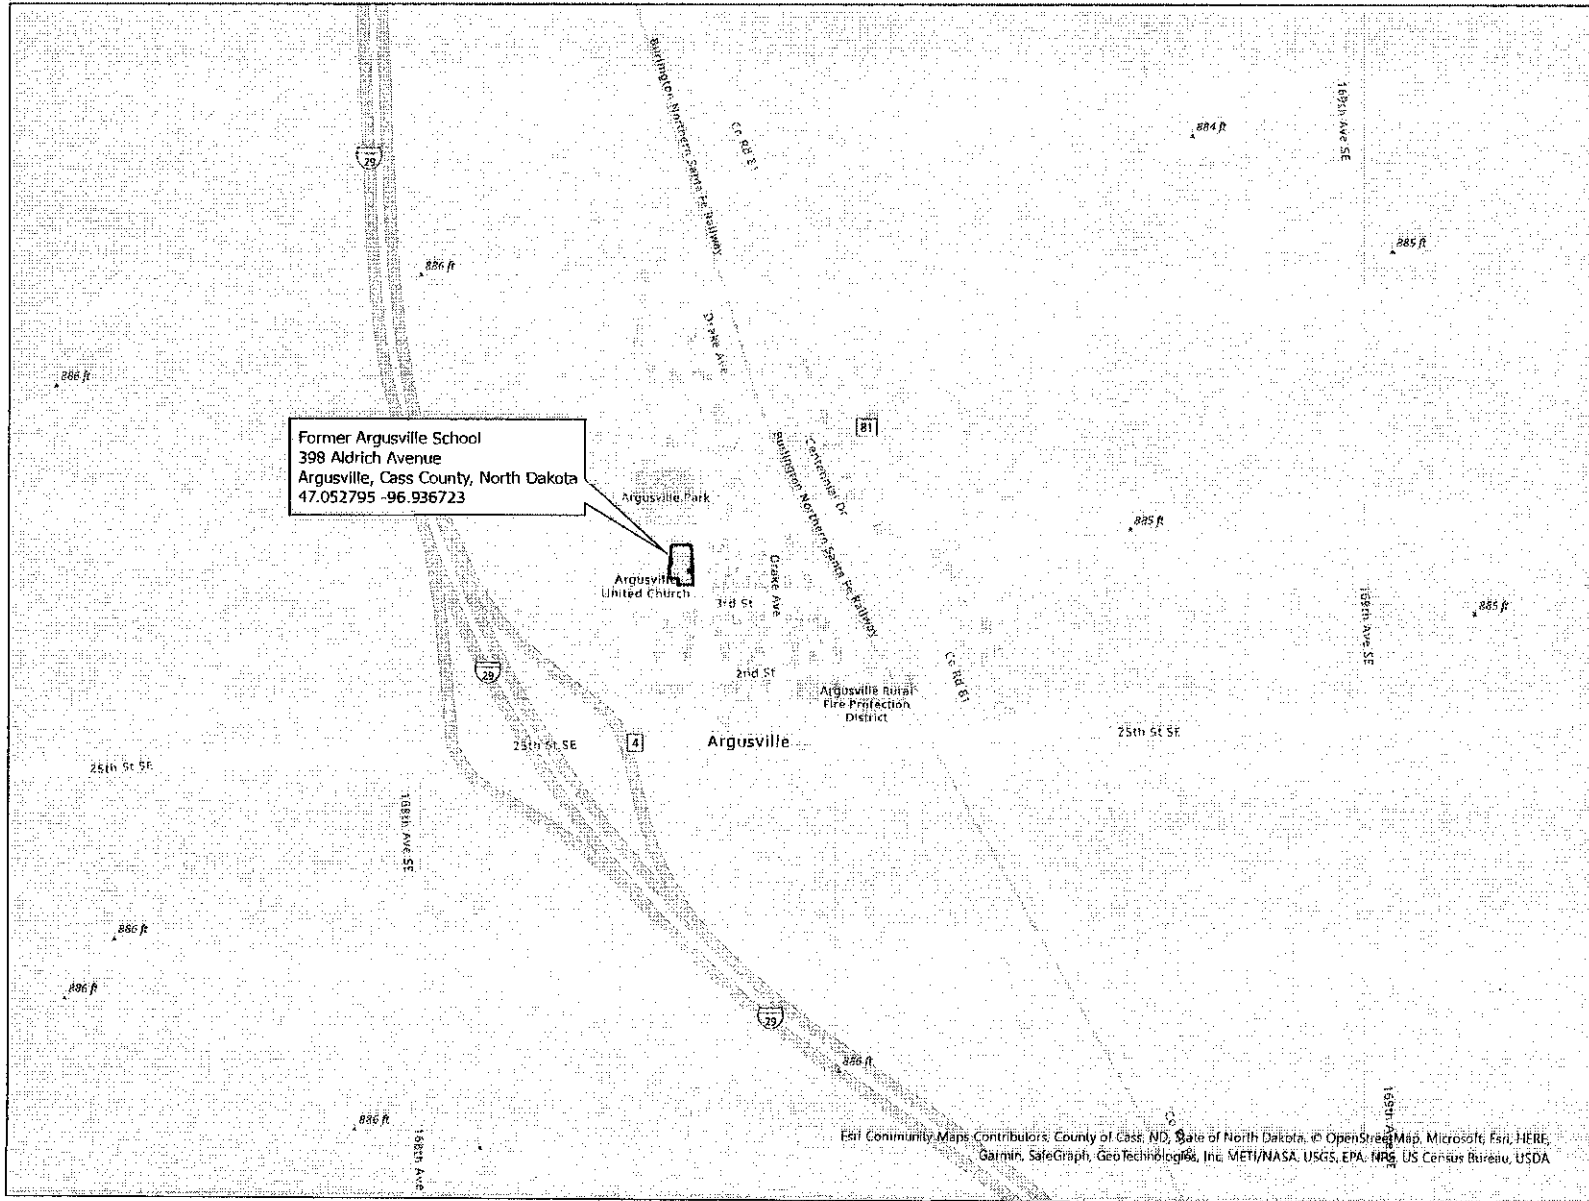 29
Burlington Northern Santa Fe Railway
Co Rd 81
884 ft
169th Ave SE
885 ft
886 ft
Drake Ave
886 ft
81
Former Argusville School
398 Aldrich Avenue
Argusville, Cass County, North Dakota
47.052795 -96.936723
Argusville Park
Burlington Northern Santa Fe Railway
Centennial Dr
885 ft
Argusville
United Church
3rd St
Drake Ave
169th Ave SE
885 ft
29
2nd St
Argusville Rural
Fire Protection
District
Co Rd 81
25th St SE
4
Argusville
25th St SE
25th St SE
168th Ave SE
886 ft
886 ft
29
886 ft
886 ft
168th Ave
169th Ave SE
Esri Community Maps Contributors, County of Cass, ND, State of North Dakota, © OpenStreetMap, Microsoft, Esri, HERE,
Garmin, SafeGraph, GeoTechnologies, Inc, METI/NASA, USGS, EPA, NPS, US Census Bureau, USDA